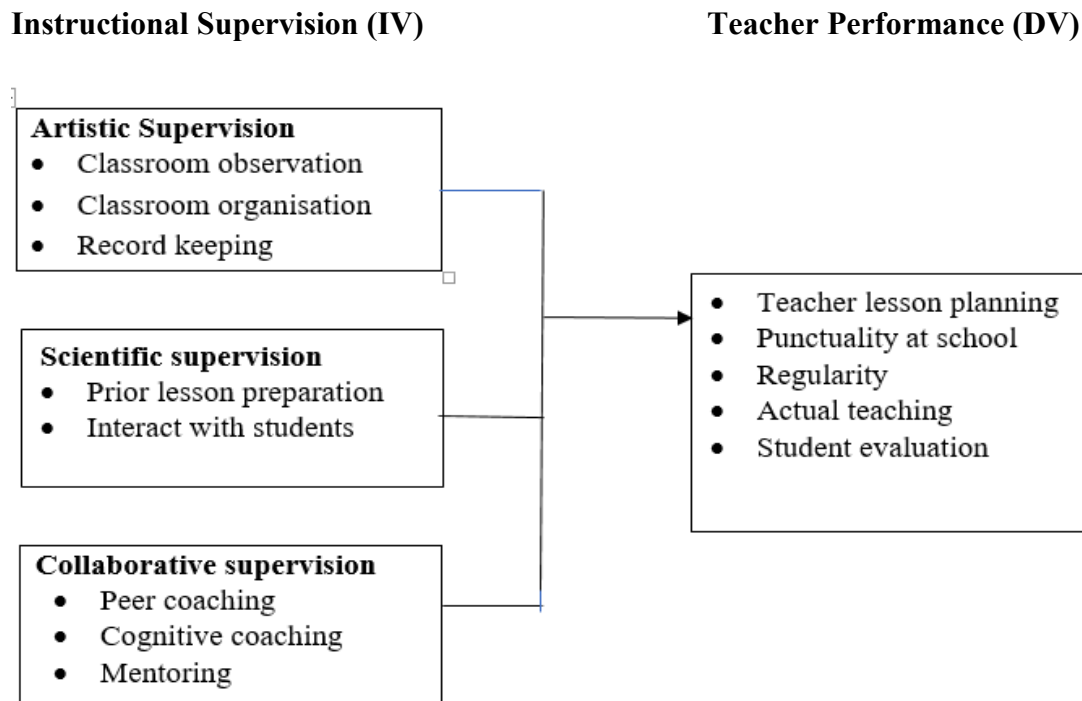 Instructional Supervision (IV)
Teacher Performance (DV)
Artistic Supervision
• Classroom observation
• Classroom organisation
• Record keeping
Scientific supervision
• Prior lesson preparation
• Interact with students
Collaborative supervision
• Peer coaching
• Cognitive coaching
• Mentoring
• Teacher lesson planning
• Punctuality at school
• Regularity
• Actual teaching
• Student evaluation